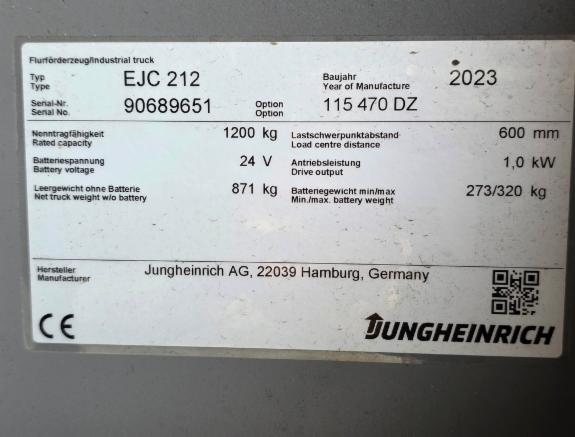 Flurförderzeug/Industrial truck
Typ EJC 212 Baujahr 2023
Type Year of Manufacture
Serial-Nr. 90689651 Option 115 470 DZ
Serial No. Option
Nenntragfähigkeit 1200 kg Lastschwerpunktabstand 600 mm
Rated capacity Load centre distance
Batteriespannung 24 V Antriebsleistung 1,0 kW
Battery voltage Drive output
Leergewicht ohne Batterie 871 kg Batteriegewicht min/max 273/320 kg
Net truck weight w/o battery Min./max. battery weight
Hersteller Jungheinrich AG, 22039 Hamburg, Germany
Manufacturer
CE JUNGHEINRICH